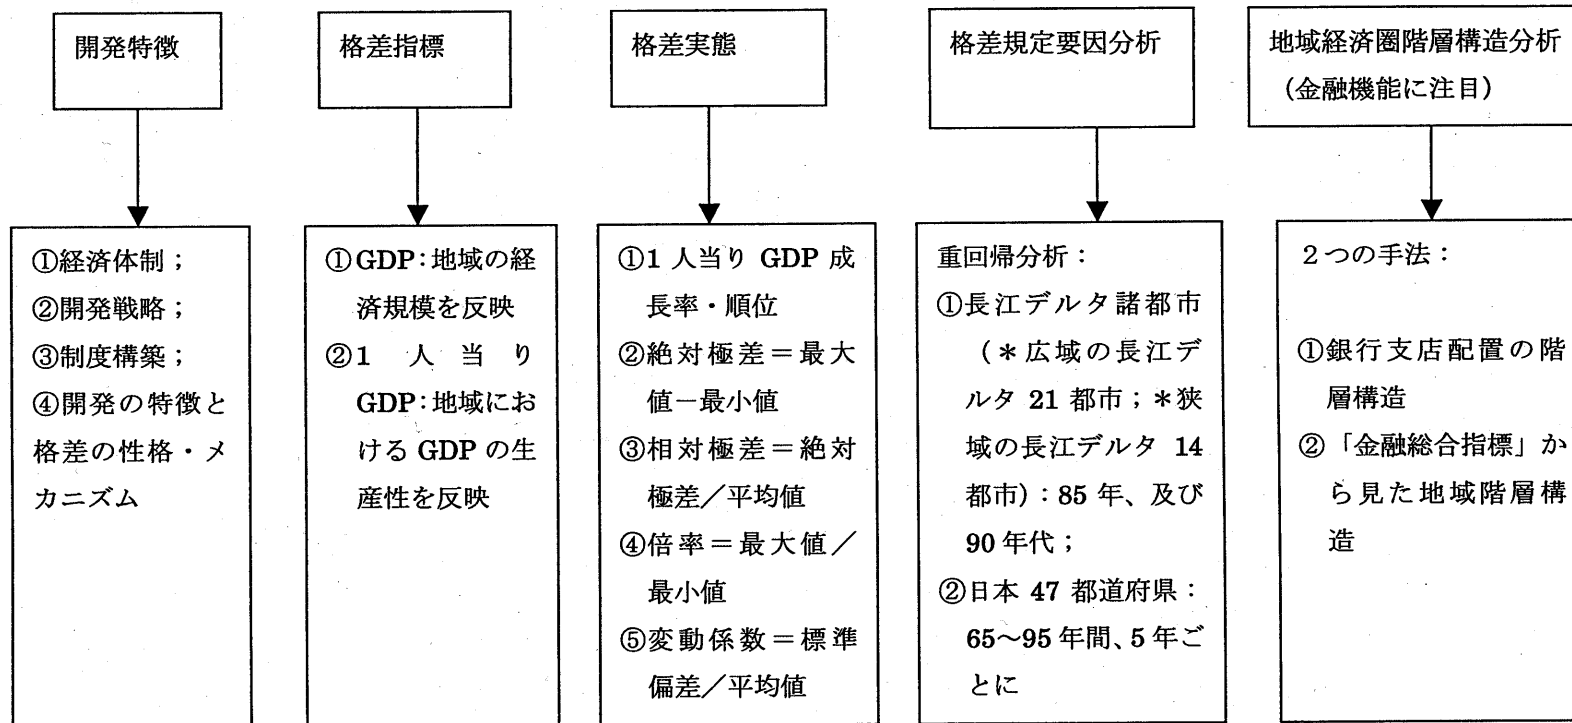 開発特徴
格差指標
格差実態
格差規定要因分析
地域経済圏階層構造分析
(金融機能に注目)
①経済体制；
②開発戦略；
③制度構築；
④開発の特徴と
格差の性格・メ
カニズム
①GDP：地域の経
済規模を反映
②1 人 当 り
GDP：地域にお
ける GDP の生
産性を反映
①1 人当り GDP 成
長率・順位
②絶対極差＝最大
値－最小値
③相対極差＝絶対
極差／平均値
④倍率＝最大値／
最小値
⑤変動係数＝標準
偏差／平均値
重回帰分析：
①長江デルタ諸都市
(＊広域の長江デ
ルタ 21 都市；＊狭
域の長江デルタ 14
都市)：85 年、及び
90 年代；
②日本 47 都道府県：
65～95 年間、5 年ご
とに
２つの手法：
①銀行支店配置の階
層構造
②「金融総合指標」か
ら見た地域階層構
造